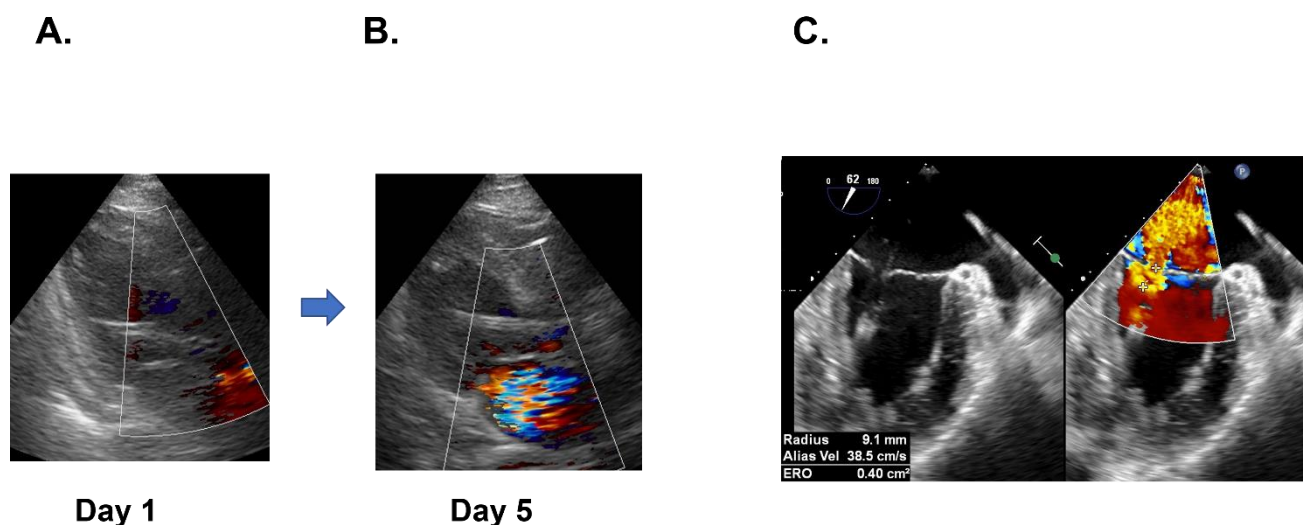 A.
B.
C.
0 62 180
P
Radius 9.1 mm
Alias Vel 38.5 cm/s
ERO 0.40 cm²
Day 1
Day 5